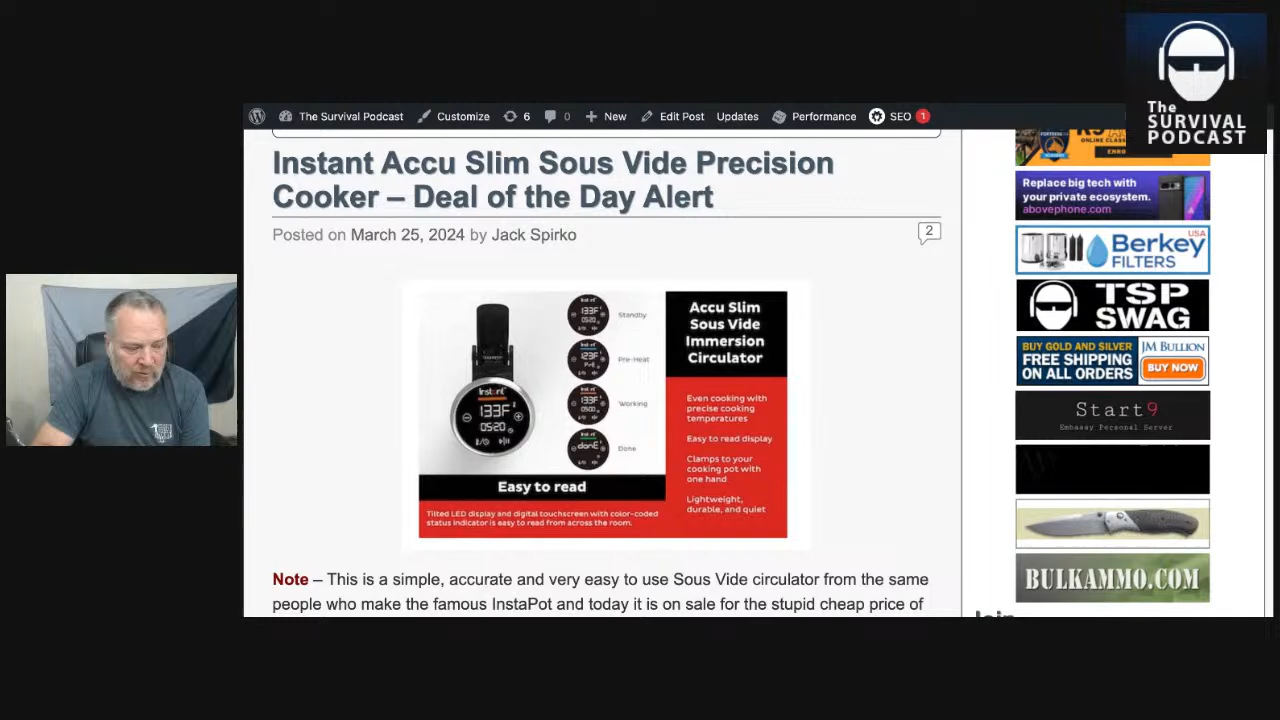 The
SURVIVAL
PODCAST
The Survival Podcast Customize 6 0 New Edit Post Updates Performance SEO 1
Instant Accu Slim Sous Vide Precision
Cooker – Deal of the Day Alert
Posted on March 25, 2024 by Jack Spirko
2
Instant
133F
05:20
Standby
Pre-Heat
Working
Done
Easy to read
Tilted LED display and digital touchscreen with color-coded
status indicator is easy to read from across the room.
Accu Slim
Sous Vide
Immersion
Circulator
Even cooking with
precise cooking
temperatures
Easy to read display
Clamps to your
cooking pot with
one hand
Lightweight,
durable, and quiet
Note – This is a simple, accurate and very easy to use Sous Vide circulator from the same
people who make the famous InstaPot and today it is on sale for the stupid cheap price of
ONLINE
Replace big tech with
your private ecosystem.
abovephone.com
Berkey USA
FILTERS
TSP
SWAG
BUY GOLD AND SILVER
FREE SHIPPING
ON ALL ORDERS
JM BULLION
BUY NOW
Start9
Embassy Personal Server
BULKAMMO.COM